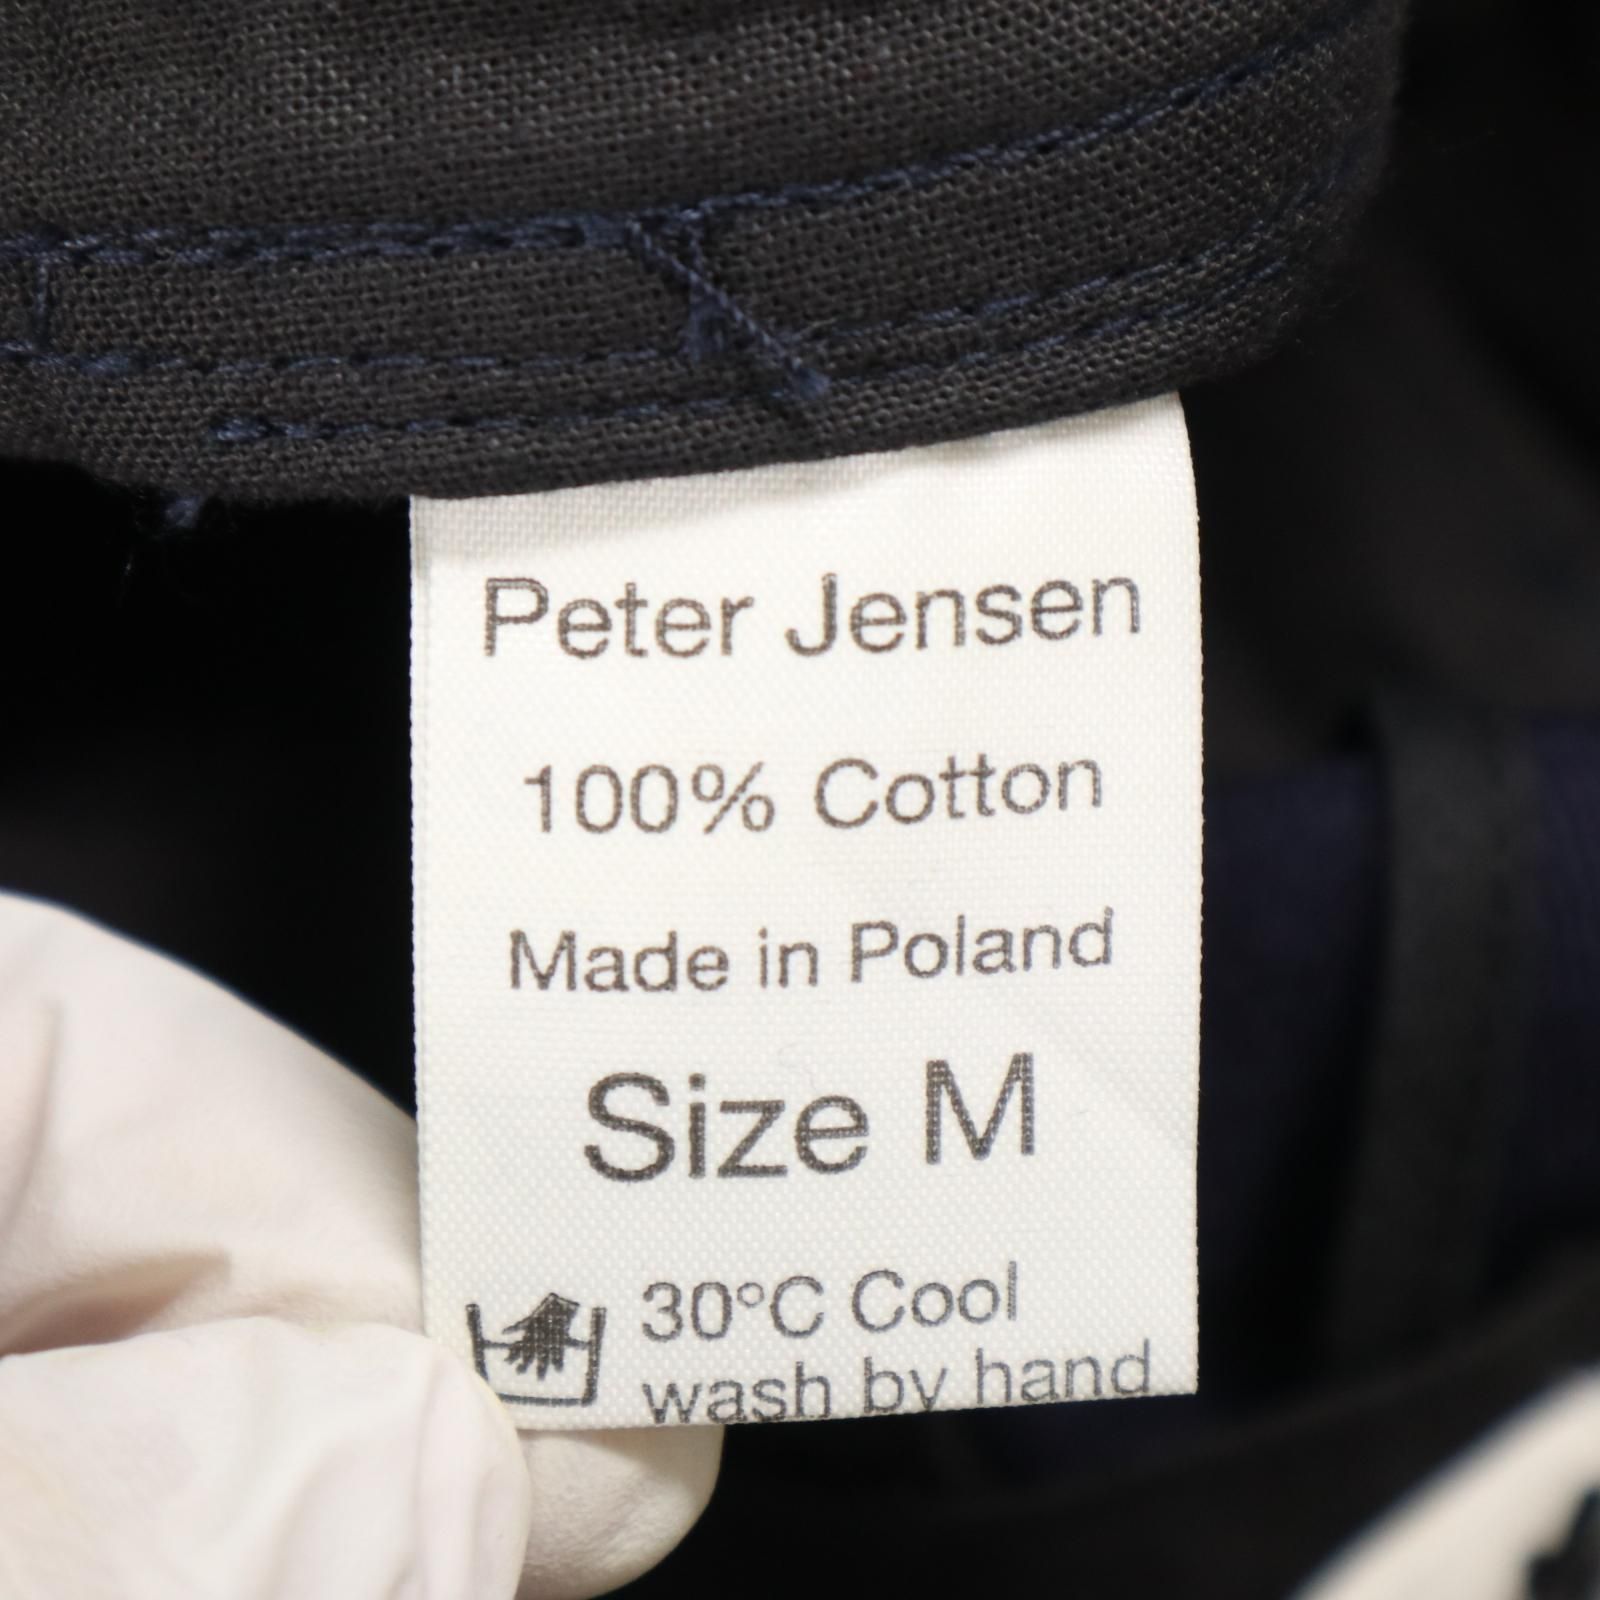 Peter Jensen
100% Cotton
Made in Poland
Size M
30°C Cool
wash by hand